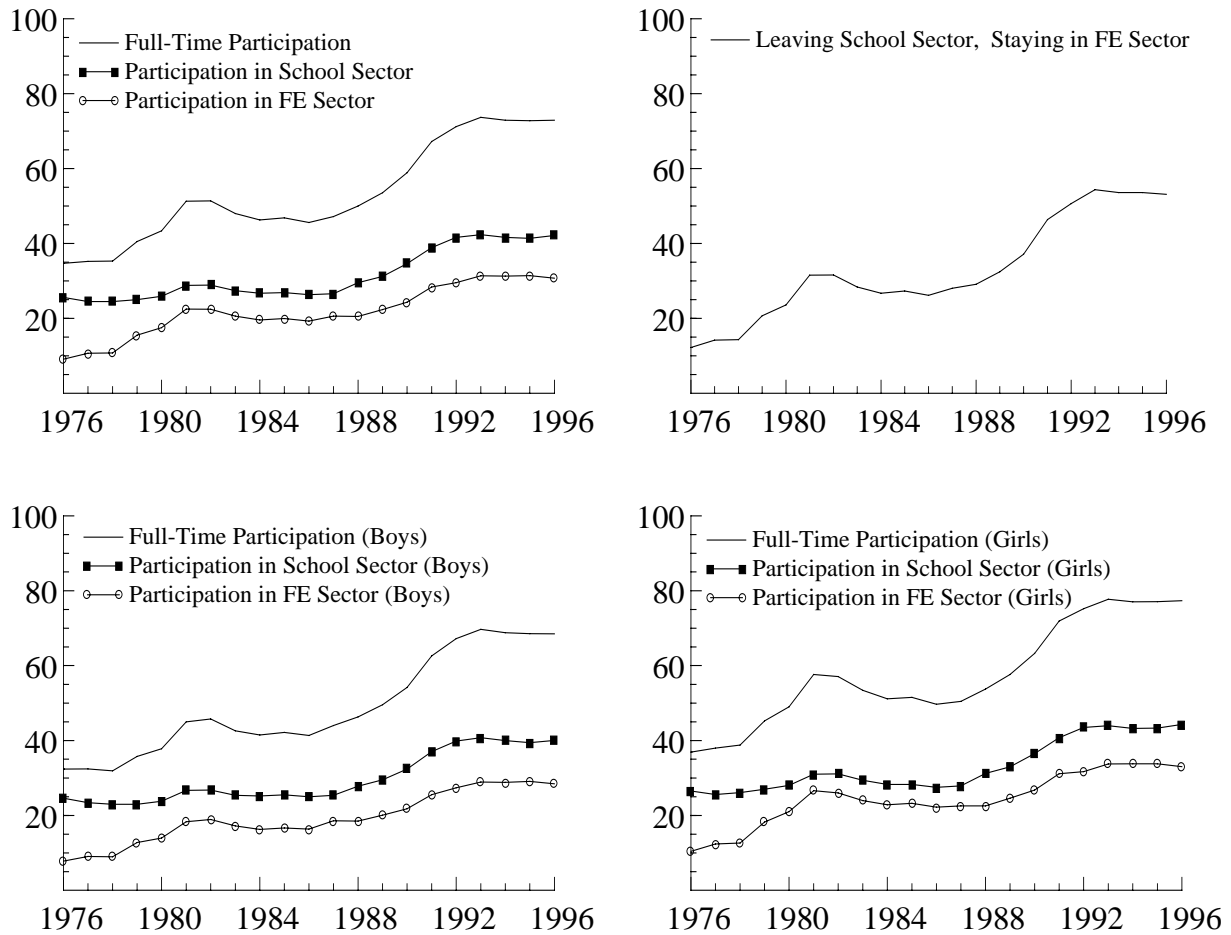 100
80
60
40
20
Full-Time Participation
Participation in School Sector
Participation in FE Sector
1976 1980 1984 1988 1992 1996
100
80
60
40
20
Leaving School Sector, Staying in FE Sector
1976 1980 1984 1988 1992 1996
100
80
60
40
20
Full-Time Participation (Boys)
Participation in School Sector (Boys)
Participation in FE Sector (Boys)
1976 1980 1984 1988 1992 1996
100
80
60
40
20
Full-Time Participation (Girls)
Participation in School Sector (Girls)
Participation in FE Sector (Girls)
1976 1980 1984 1988 1992 1996